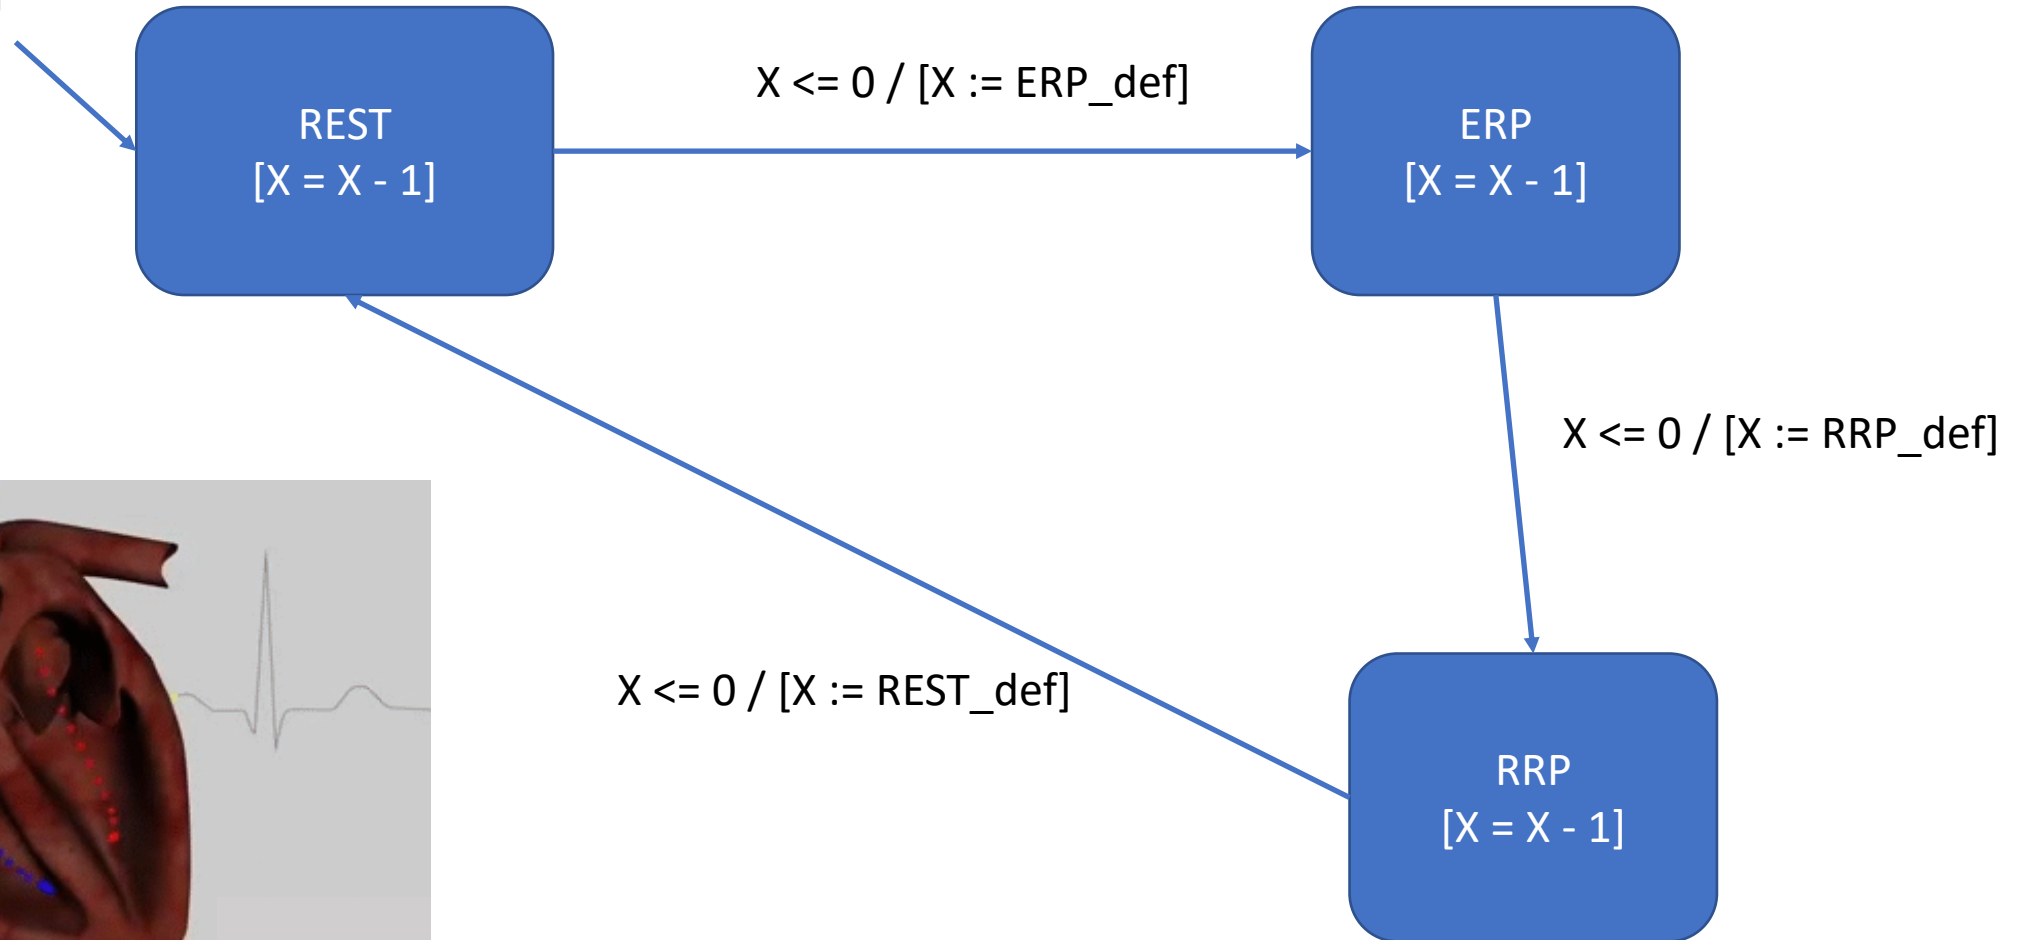 REST
[X = X - 1]
X <= 0 / [X := ERP_def]
ERP
[X = X - 1]
X <= 0 / [X := RRP_def]
X <= 0 / [X := REST_def]
RRP
[X = X - 1]